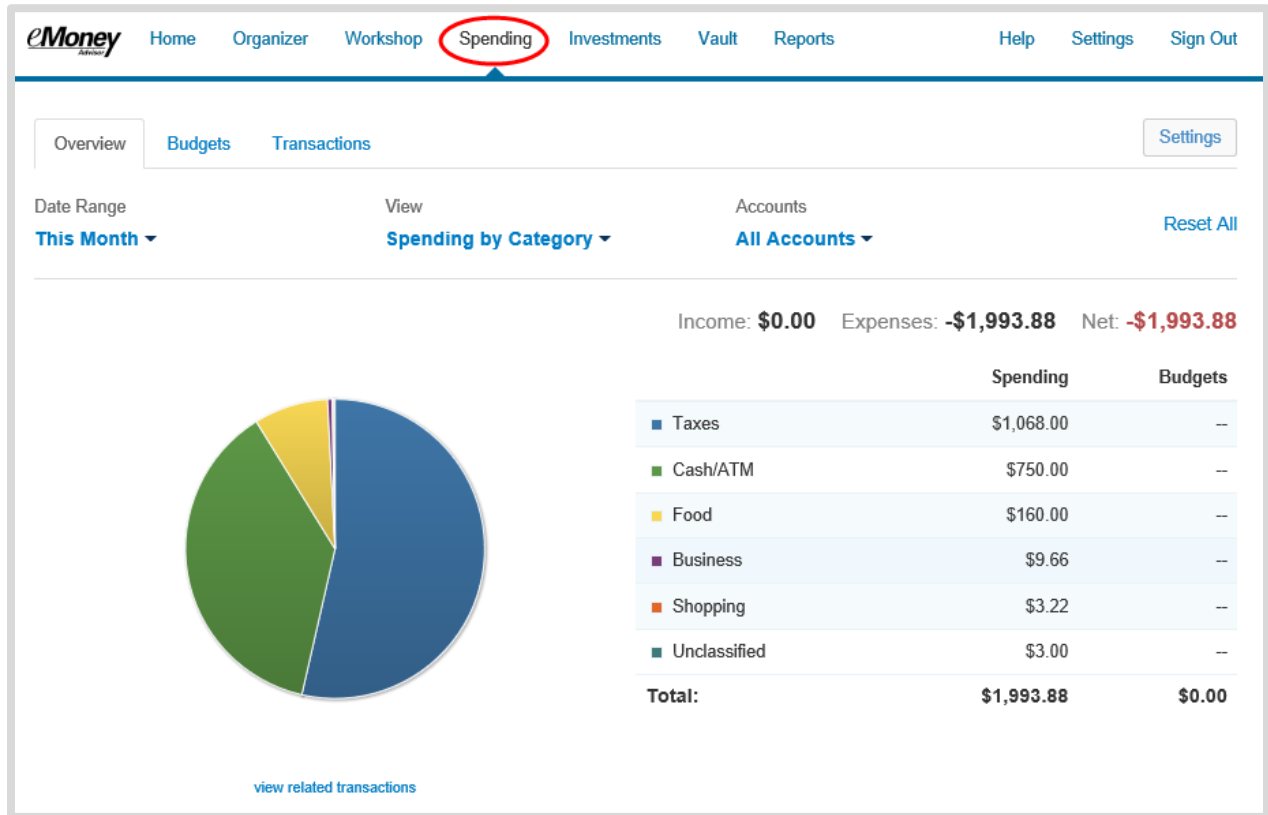 eMoney Home Organizer Workshop Spending Investments Vault Reports Help Settings Sign Out
Advisor
Overview Budgets Transactions Settings
Date Range View Accounts
This Month Spending by Category All Accounts Reset All
Income: $0.00 Expenses: -$1,993.88 Net: -$1,993.88
Spending Budgets
Taxes $1,068.00 --
Cash/ATM $750.00 --
Food $160.00 --
Business $9.66 --
Shopping $3.22 --
Unclassified $3.00 --
Total: $1,993.88 $0.00
view related transactions